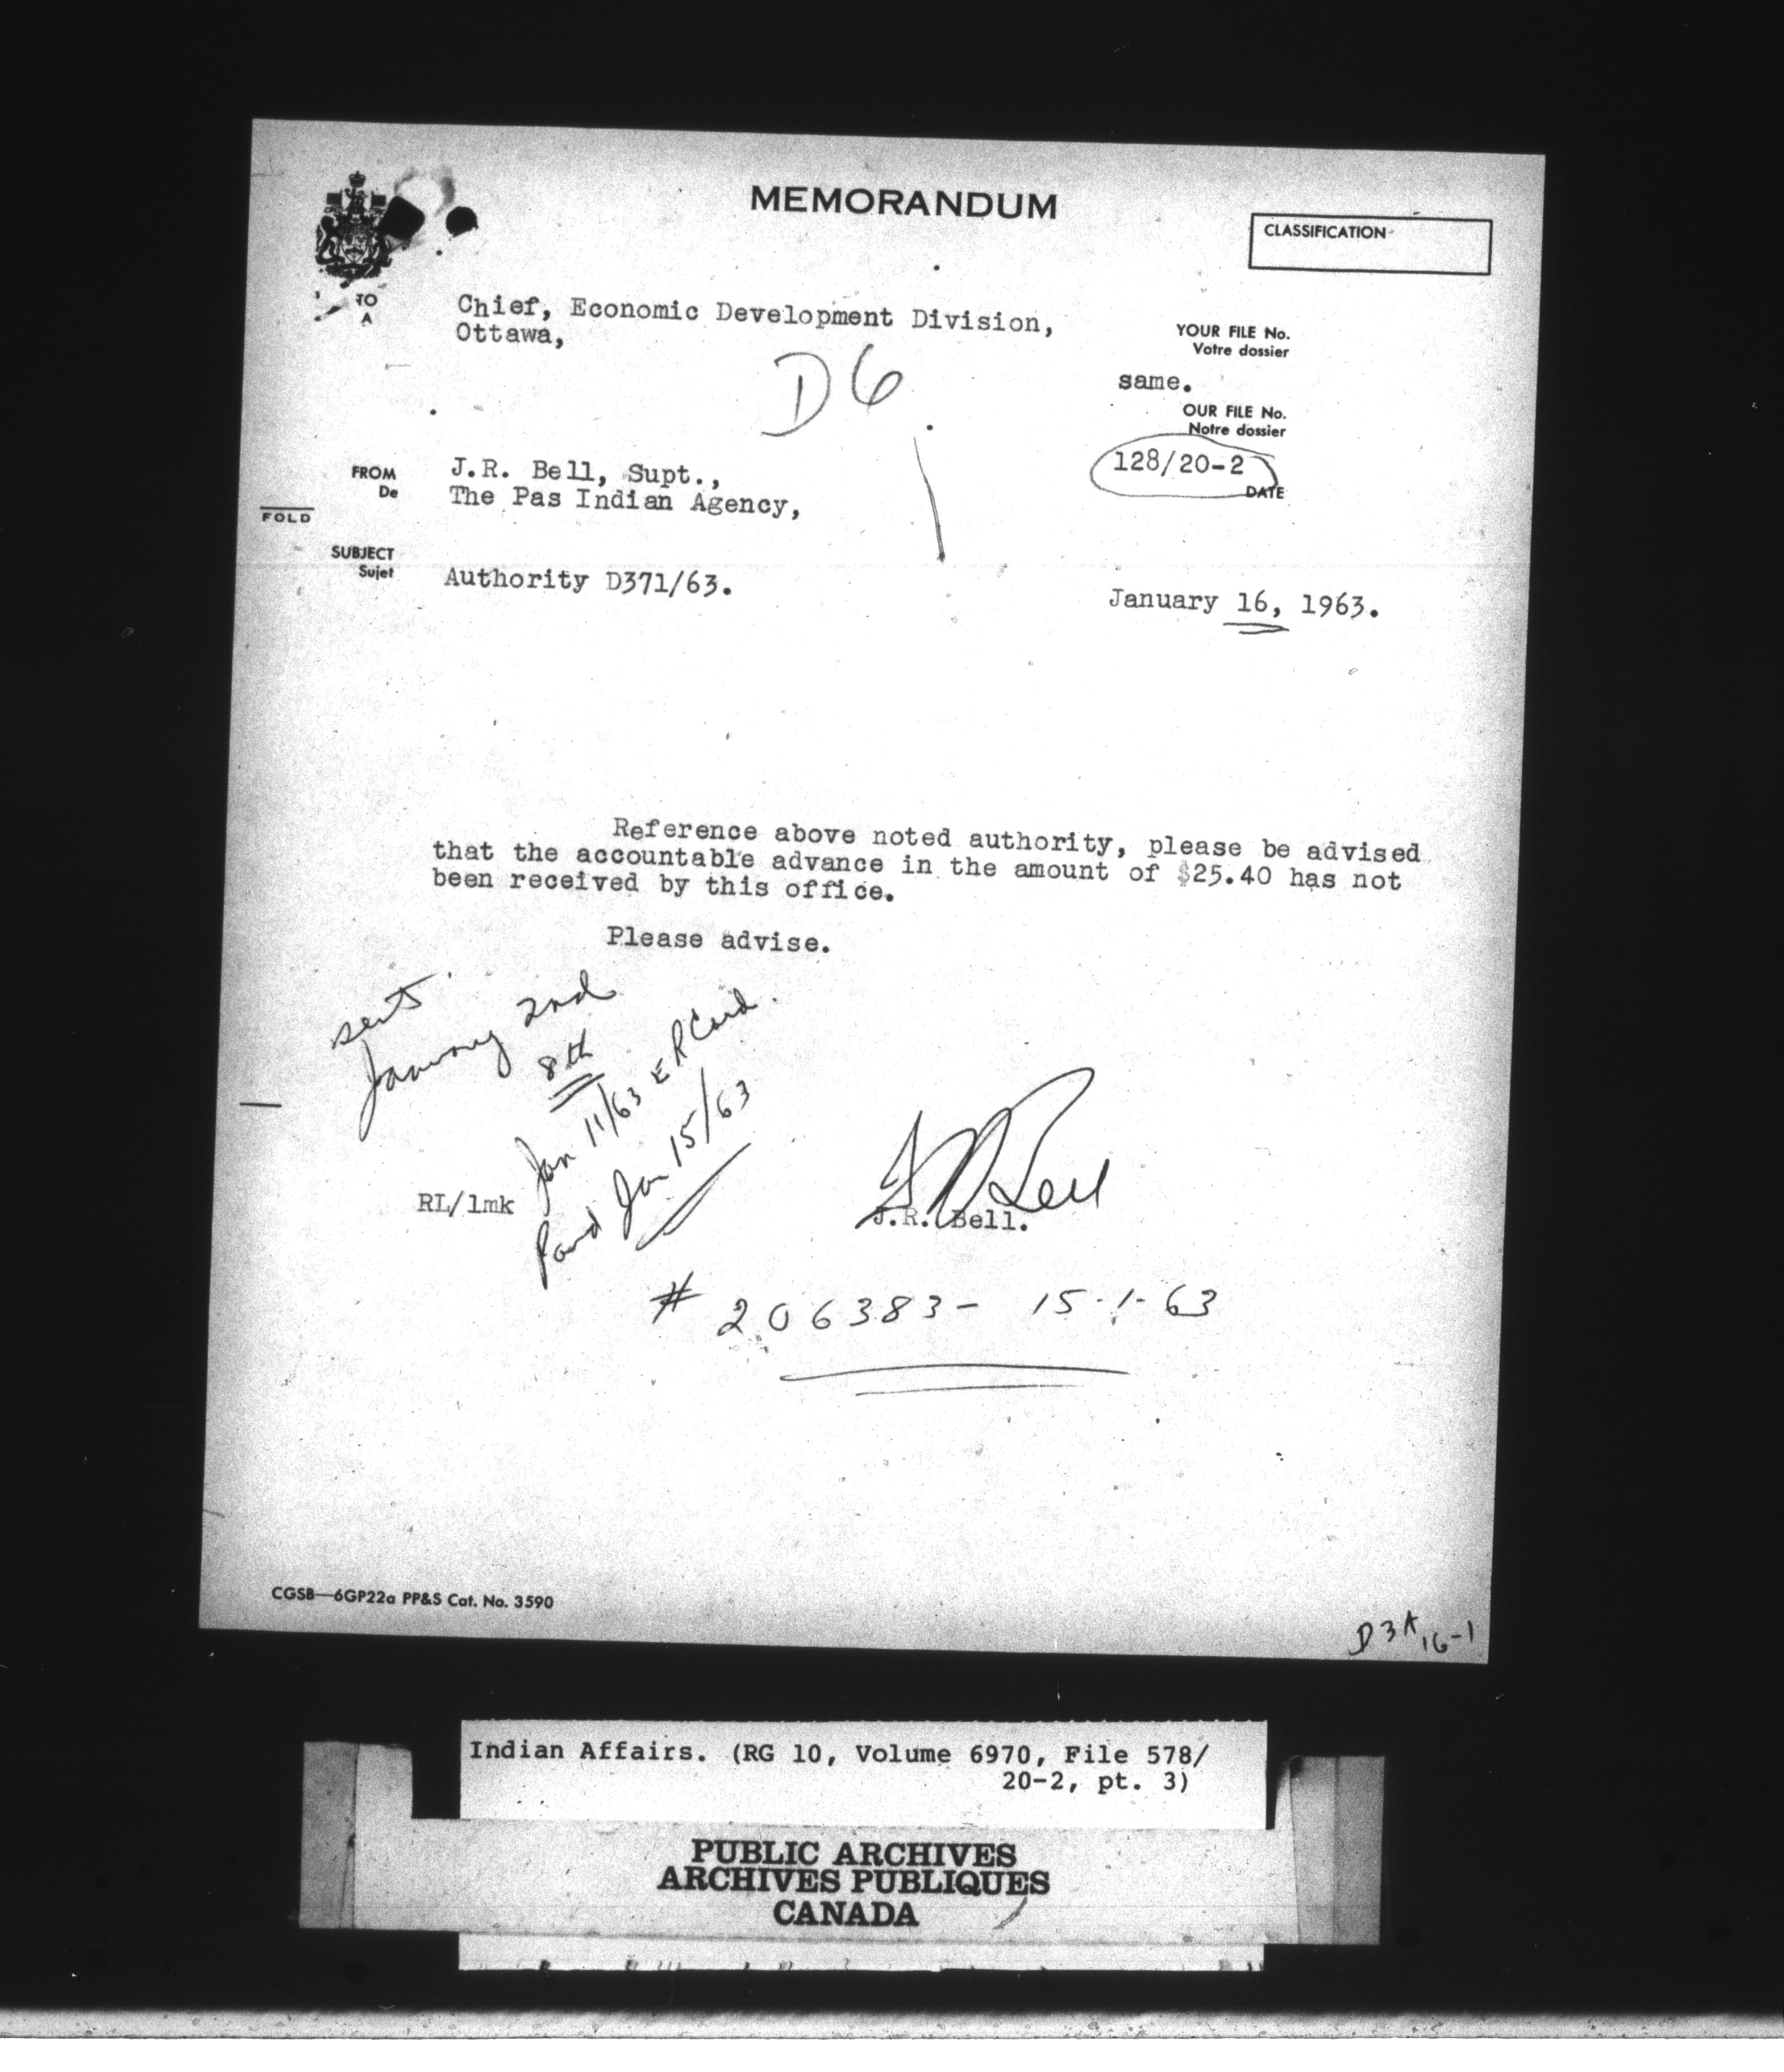 MEMORANDUM
CLASSIFICATION
TO
A
Chief, Economic Development Division,
Ottawa,
YOUR FILE No.
Votre dossier
same.
D6
OUR FILE No.
Notre dossier
128/20-2
DATE
FROM
De
J.R. Bell, Supt.,
The Pas Indian Agency,
FOLD
SUBJECT
Sujet
Authority D371/63.
January 16, 1963.
Reference above noted authority, please be advised
that the accountable advance in the amount of $25.40 has not
been received by this office.
Please advise.
sent
January 2nd
8th
Jan 11/63 E R Card.
Paid Jan 15/63
RL/lmk
J R Bell
J.R. Bell.
# 206383 - 15-1-63
CGSB—6GP22a PP&S Cat. No. 3590
D3A 16-1
Indian Affairs. (RG 10, Volume 6970, File 578/
20-2, pt. 3)
PUBLIC ARCHIVES
ARCHIVES PUBLIQUES
CANADA